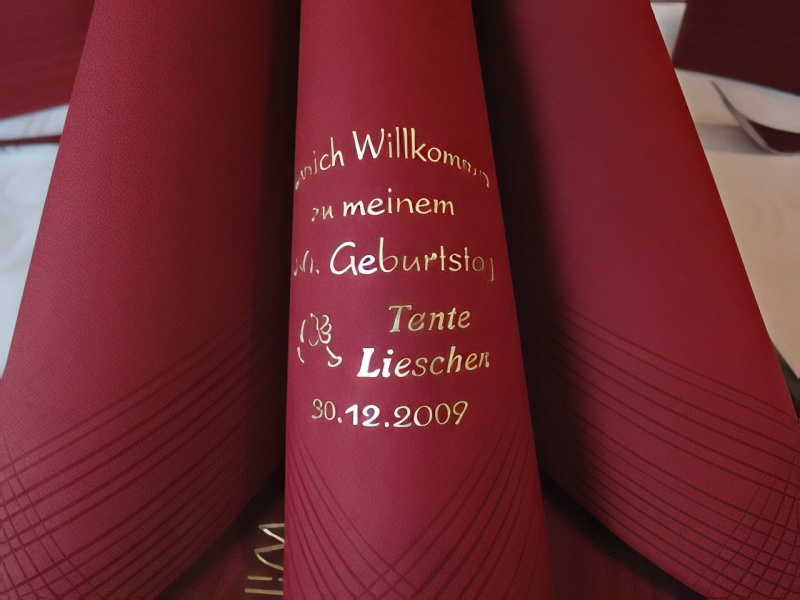 Willkommen
zu meinem
Geburtstag
Tante
Lieschen
30.12.2009